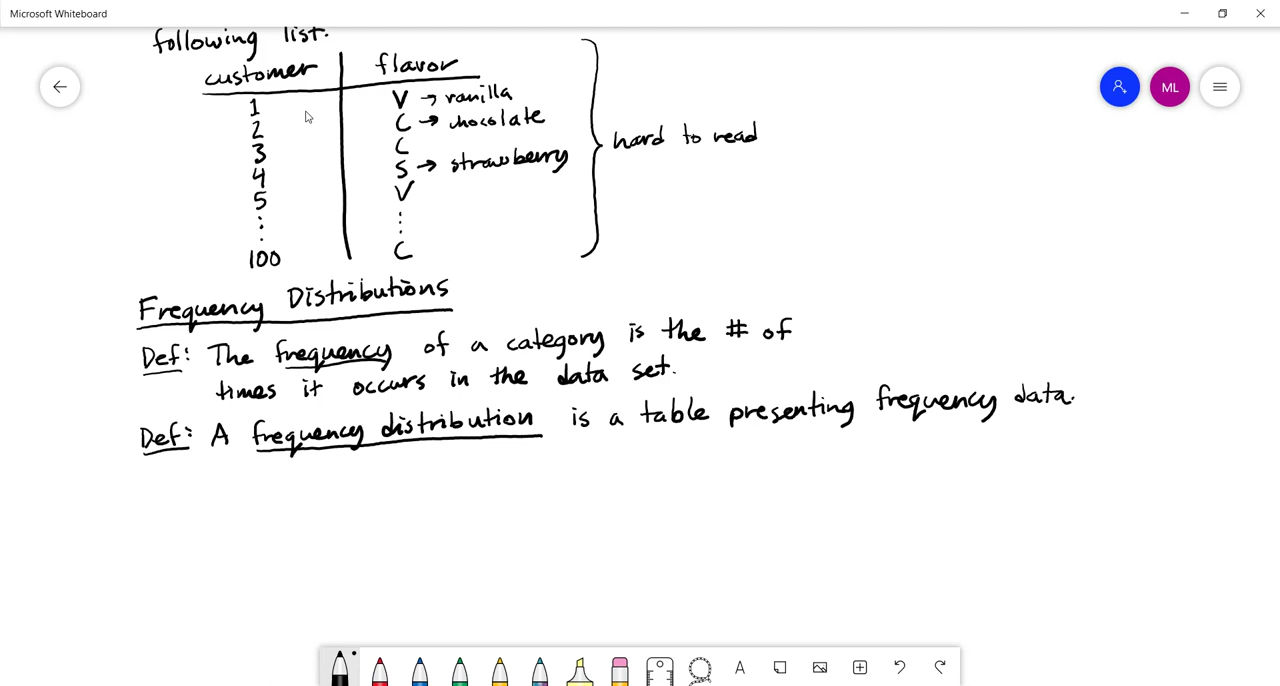 Microsoft Whiteboard
following list.
customer flavor
1 V → vanilla
2 C → chocolate
3 C
4 S → strawberry
5 V
⋮ ⋮
100 C
hard to read
ML
Frequency Distributions
Def: The frequency of a category is the # of
times it occurs in the data set.
Def: A frequency distribution is a table presenting frequency data.
A